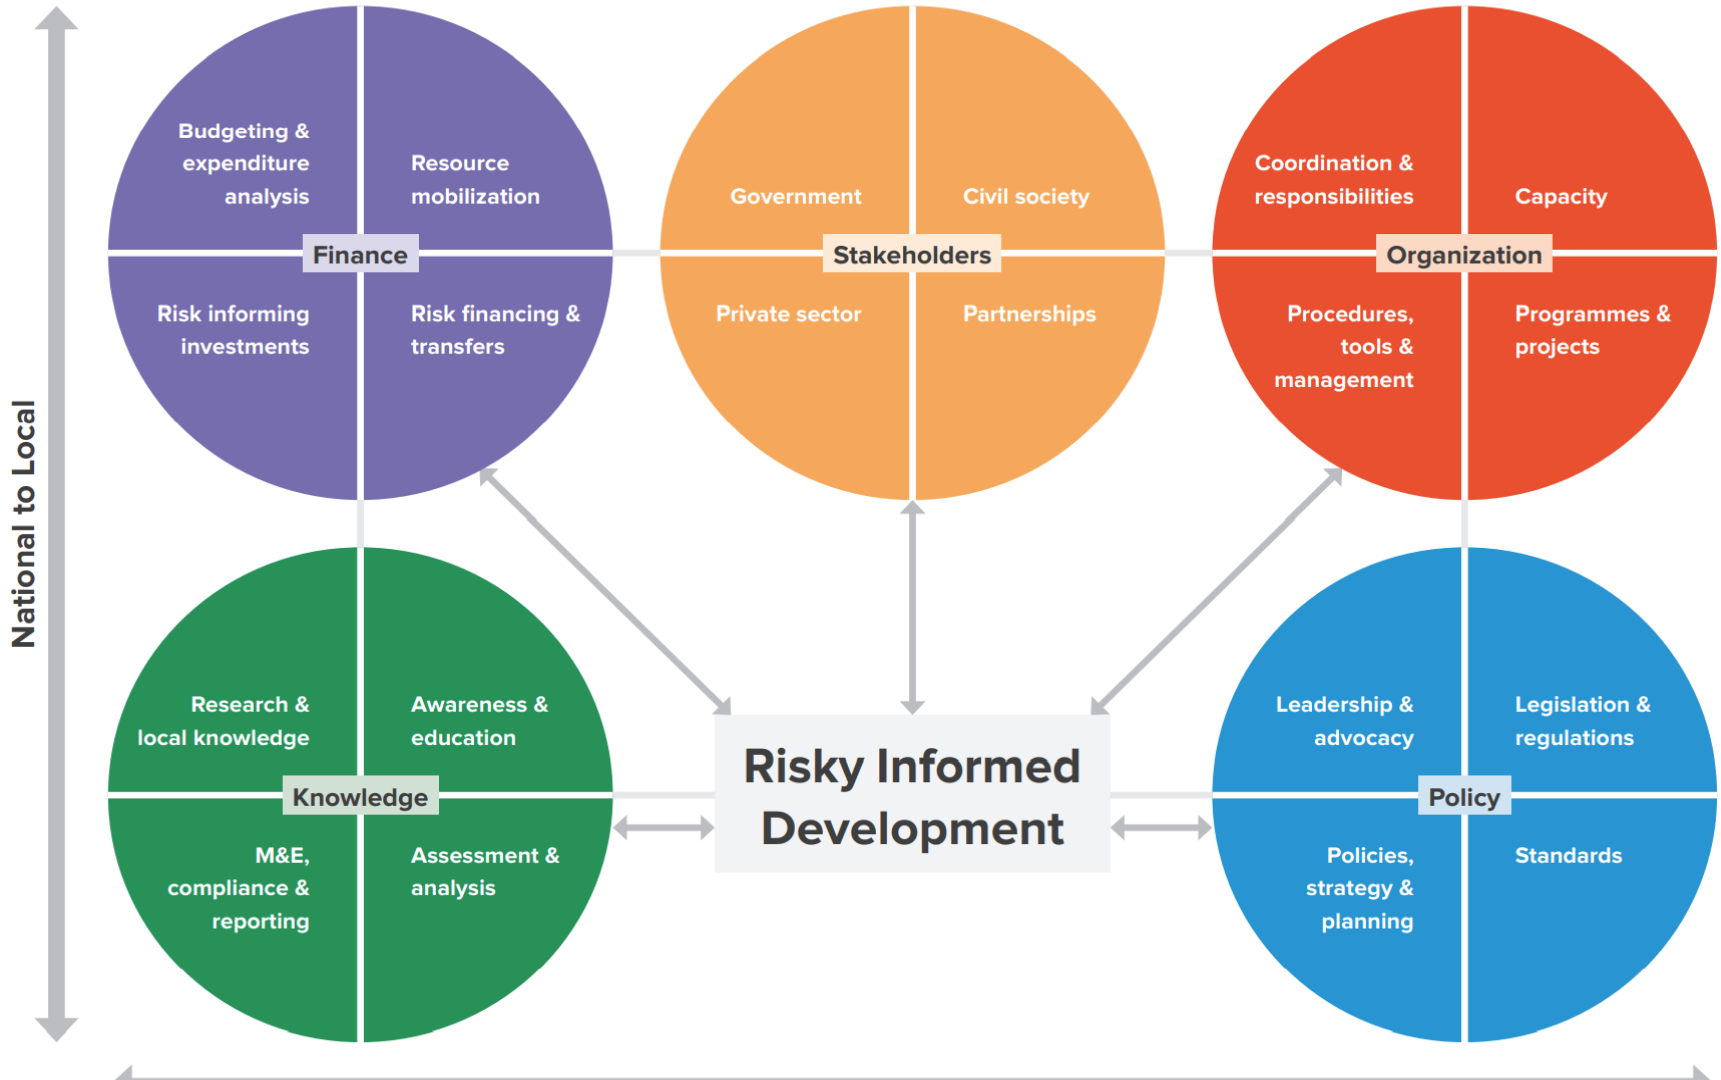 Budgeting &
expenditure
analysis
Resource
mobilization
Finance
Risk informing
investments
Risk financing &
transfers
Government
Civil society
Stakeholders
Private sector
Partnerships
Coordination &
responsibilities
Capacity
Organization
Procedures,
tools &
management
Programmes &
projects
National to Local
Research &
local knowledge
Awareness &
education
Knowledge
M&E,
compliance &
reporting
Assessment &
analysis
Risky Informed
Development
Leadership &
advocacy
Legislation &
regulations
Policy
Policies,
strategy &
planning
Standards